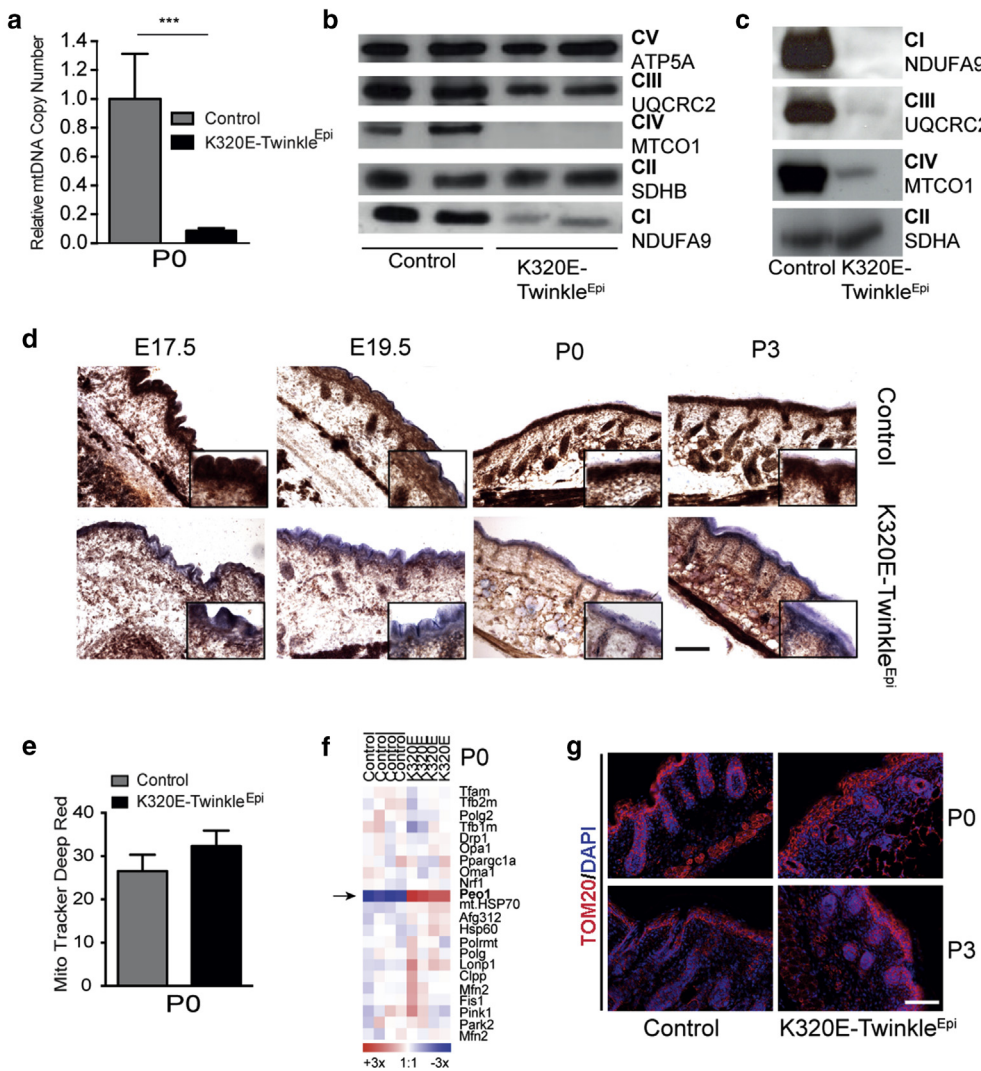 a
***
Relative mtDNA Copy Number
1.4
1.2
1.0
0.8
0.6
0.4
0.2
0.0
Control
K320E-Twinkle^Epi
P0
b
CV
ATP5A
CIII
UQCRC2
CIV
MTCO1
CII
SDHB
CI
NDUFA9
Control
K320E-
Twinkle^Epi
c
CI
NDUFA9
CIII
UQCRC2
CIV
MTCO1
CII
SDHA
Control K320E-
Twinkle^Epi
d
E17.5 E19.5 P0 P3
Control
K320E-Twinkle^Epi
e
Control
K320E-Twinkle^Epi
Mito Tracker Deep Red
40
30
20
10
0
P0
f
Control Control Control Control K320E K320E K320E K320E
P0
Tfam
Tfb2m
Polg2
Tfb1m
Drp1
Opa1
Ppargc1a
Oma1
Nrf1
Peo1
mt.HSP70
Afg312
Hsp60
Polrmt
Polg
Lonp1
Clpp
Mfn2
Fis1
Pink1
Park2
Mfn2
+3x 1:1 -3x
g
TOM20/DAPI
P0
P3
Control K320E-Twinkle^Epi